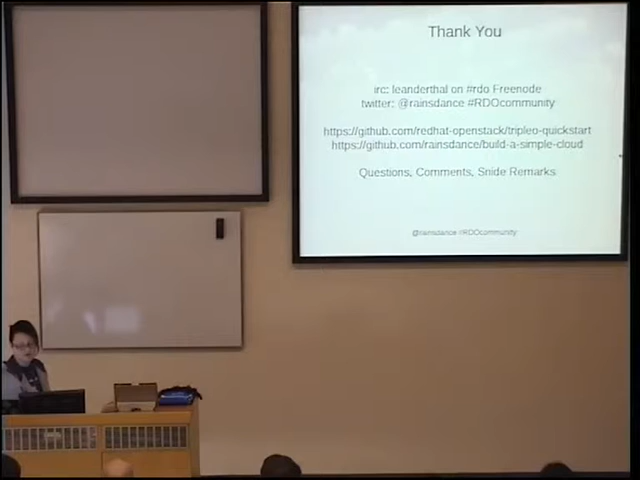 Thank You
irc: leanderthal on #rdo Freenode
twitter: @rainsdance #RDOcommunity
https://github.com/redhat-openstack/tripleo-quickstart
https://github.com/rainsdance/build-a-simple-cloud
Questions, Comments, Snide Remarks
@rainsdance #RDOcommunity